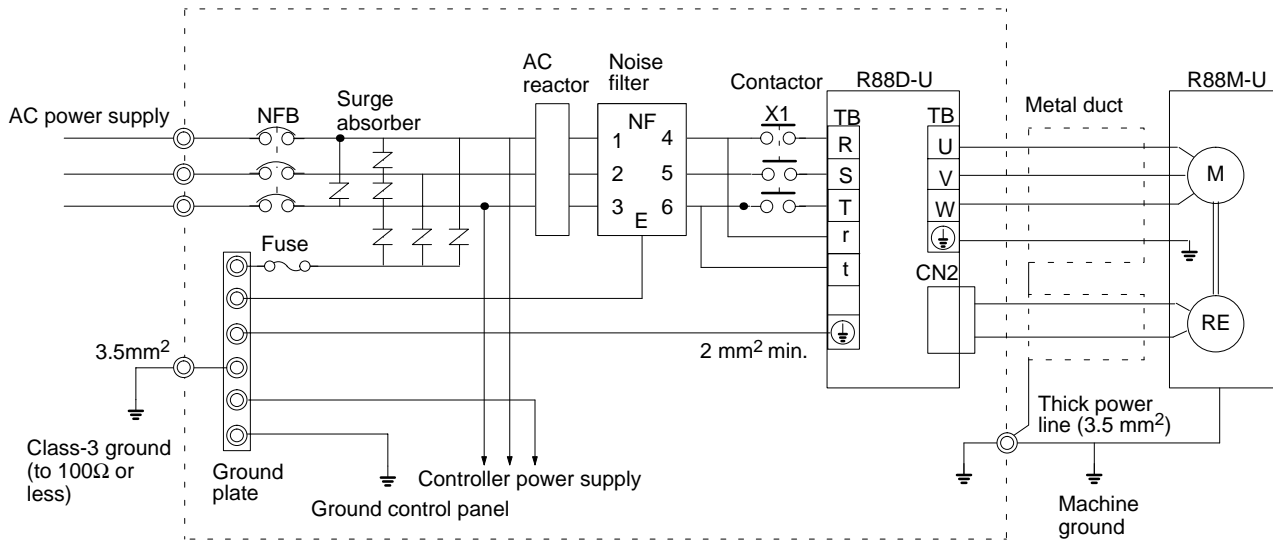 AC power supply
NFB
Surge
absorber
AC
reactor
Noise
filter
NF
1
2
3
4
5
6
E
Contactor
X1
R88D-U
TB
R
S
T
r
t
TB
U
V
W
CN2
Metal duct
R88M-U
M
RE
Fuse
3.5mm²
2 mm² min.
Class-3 ground
(to 100Ω or
less)
Ground
plate
Controller power supply
Ground control panel
Thick power
line (3.5 mm²)
Machine
ground